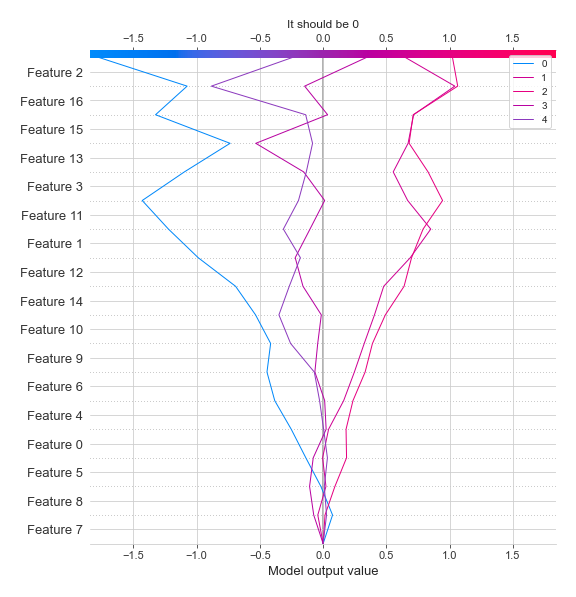 It should be 0
−1.5 −1.0 −0.5 0.0 0.5 1.0 1.5
0
1
2
3
4
Feature 2
Feature 16
Feature 15
Feature 13
Feature 3
Feature 11
Feature 1
Feature 12
Feature 14
Feature 10
Feature 9
Feature 6
Feature 4
Feature 0
Feature 5
Feature 8
Feature 7
−1.5 −1.0 −0.5 0.0 0.5 1.0 1.5
Model output value